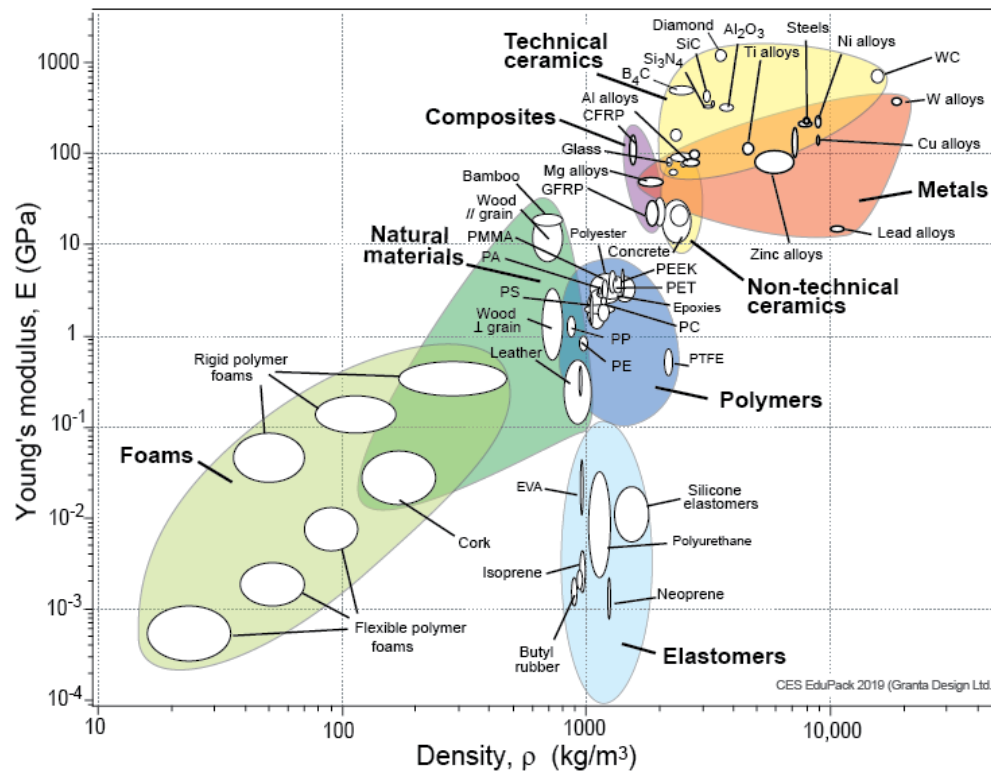 Young's modulus, E (GPa)
1000
100
10
1
10-1
10-2
10-3
10-4
10
100
1000
10,000
Density, ρ (kg/m3)
Technical
ceramics
Diamond
SiC
Si3N4
B4C
Al2O3
Steels
Ti alloys
Ni alloys
WC
W alloys
Cu alloys
Metals
Lead alloys
Zinc alloys
Composites
Al alloys
CFRP
Glass
Mg alloys
GFRP
Bamboo
Wood
// grain
Natural
materials
PMMA
PA
PS
Wood
⊥ grain
Leather
Polyester
Concrete
PEEK
PET
Epoxies
PC
PP
PE
PTFE
Non-technical
ceramics
Polymers
Rigid polymer
foams
Foams
Cork
Flexible polymer
foams
EVA
Silicone
elastomers
Polyurethane
Isoprene
Neoprene
Butyl
rubber
Elastomers
CES EduPack 2019 (Granta Design Ltd.